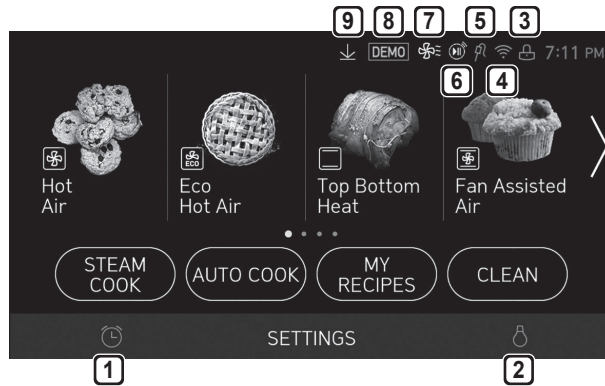 9 8 7 5 3
DEMO 7:11 PM
6 4
ECO
Hot
Air
Eco
Hot Air
Top Bottom
Heat
Fan Assisted
Air
STEAM
COOK
AUTO COOK
MY
RECIPES
CLEAN
SETTINGS
1 2